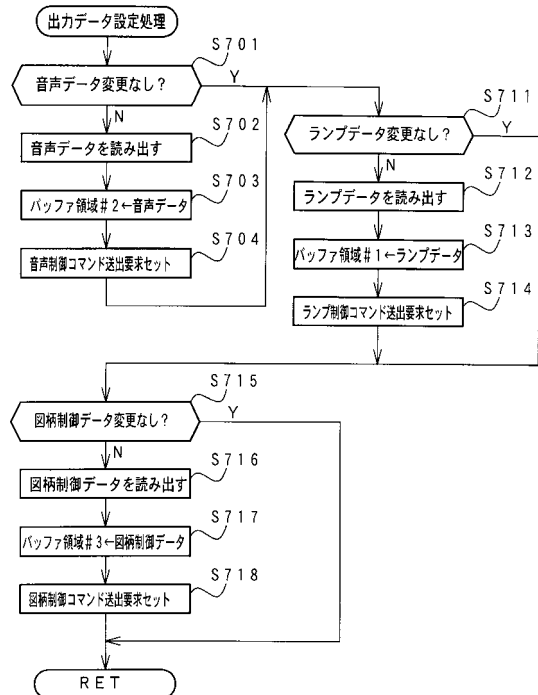 出力データ設定処理
S701
音声データ変更なし?
Y
N
S702
音声データを読み出す
S703
バッファ領域#2←音声データ
S704
音声制御コマンド送出要求セット
S711
ランプデータ変更なし?
Y
N
S712
ランプデータを読み出す
S713
バッファ領域#1←ランプデータ
S714
ランプ制御コマンド送出要求セット
S715
図柄制御データ変更なし?
Y
N
S716
図柄制御データを読み出す
S717
バッファ領域#3←図柄制御データ
S718
図柄制御コマンド送出要求セット
RET